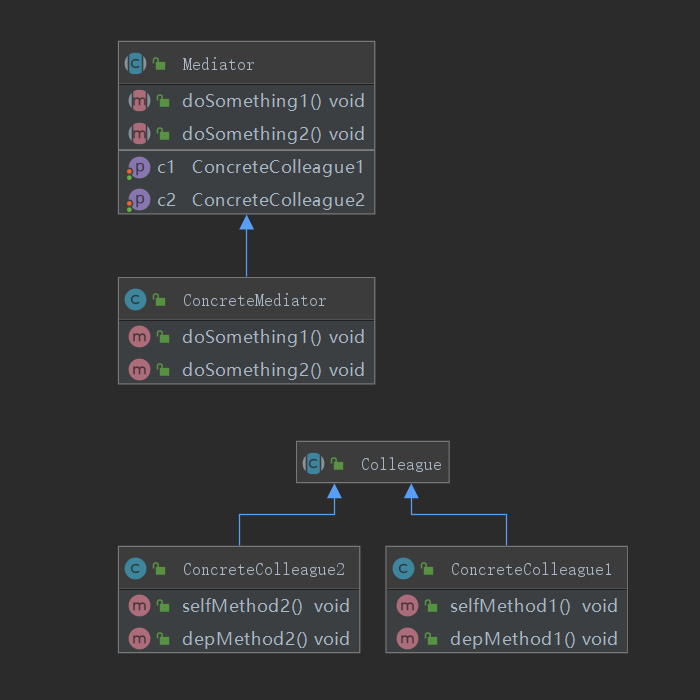 Mediator
doSomething1() void
doSomething2() void
c1 ConcreteColleague1
c2 ConcreteColleague2
ConcreteMediator
doSomething1() void
doSomething2() void
Colleague
ConcreteColleague2
selfMethod2() void
depMethod2() void
ConcreteColleague1
selfMethod1() void
depMethod1() void